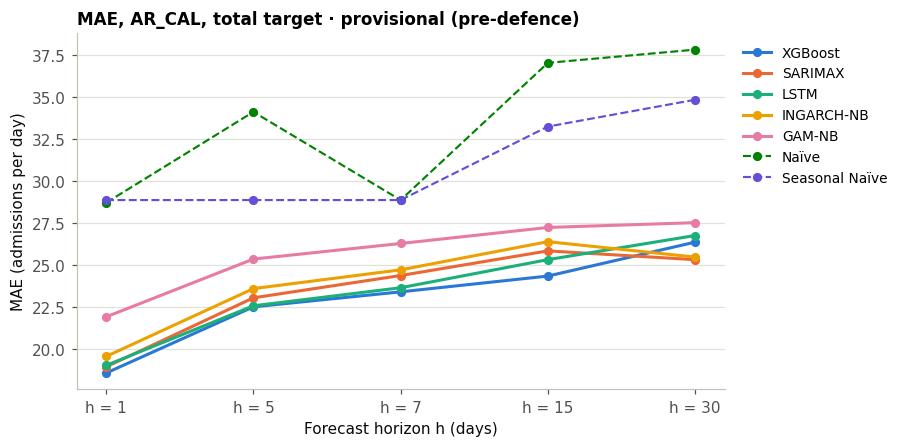 MAE, AR_CAL, total target · provisional (pre-defence)
MAE (admissions per day)
37.5
35.0
32.5
30.0
27.5
25.0
22.5
20.0
h = 1
h = 5
h = 7
h = 15
h = 30
Forecast horizon h (days)
XGBoost
SARIMAX
LSTM
INGARCH-NB
GAM-NB
Naïve
Seasonal Naïve